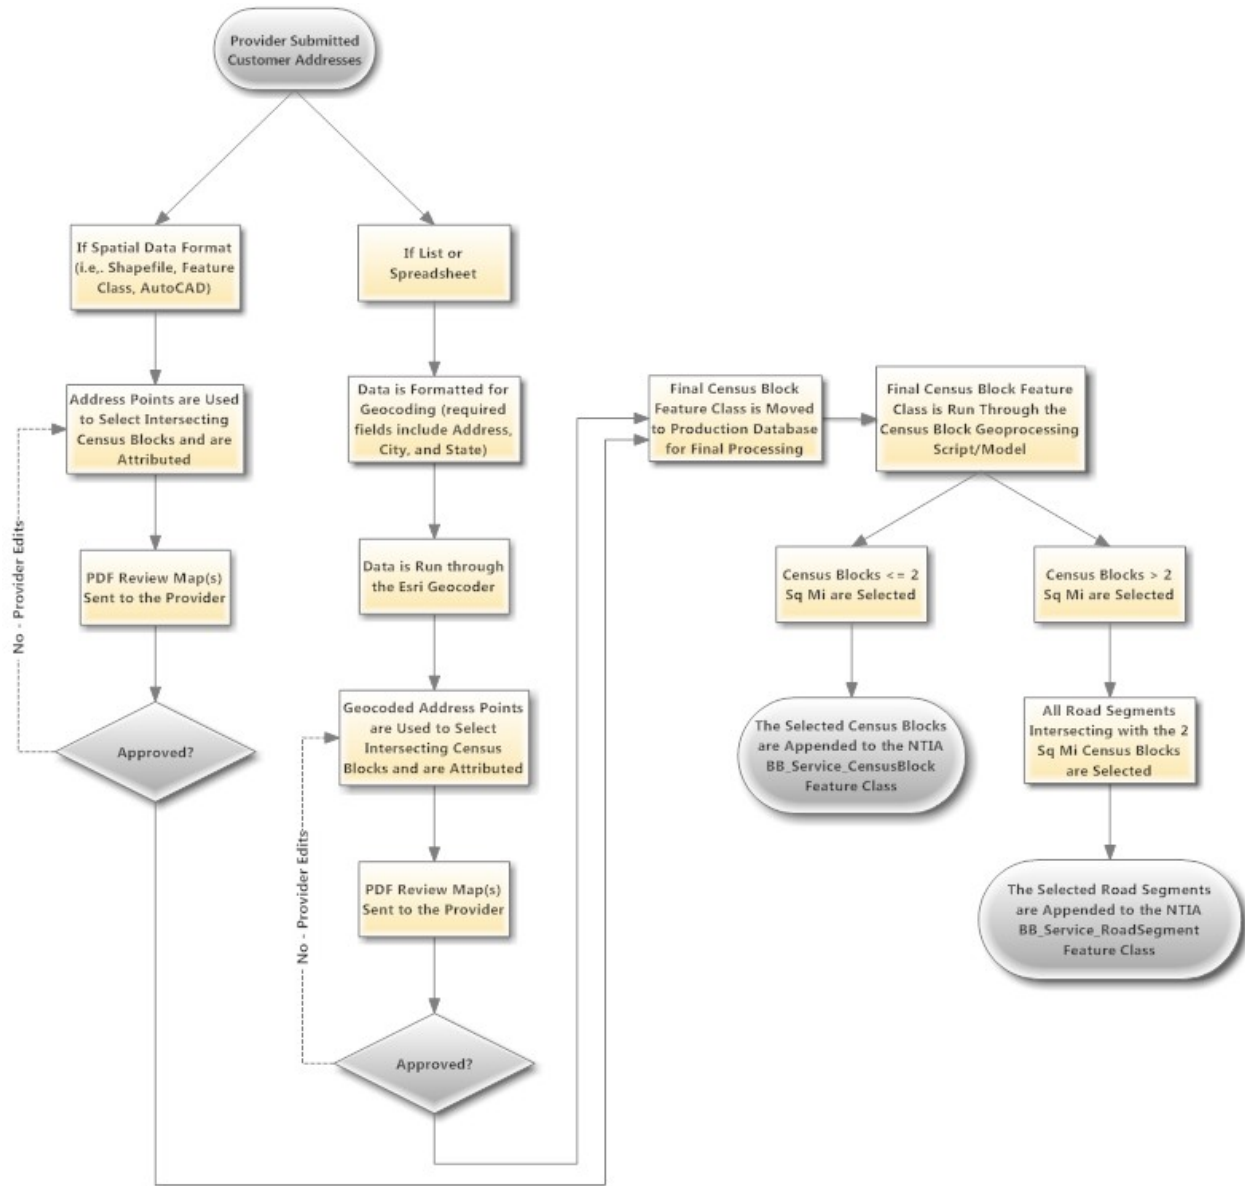 Provider Submitted
Customer Addresses
If Spatial Data Format
(i.e,. Shapefile, Feature
Class, AutoCAD)
If List or
Spreadsheet
Address Points are Used
to Select Intersecting
Census Blocks and are
Attributed
Data is Formatted for
Geocoding (required
fields include Address,
City, and State)
Final Census Block
Feature Class is Moved
to Production Database
for Final Processing
Final Census Block Feature
Class is Run Through the
Census Block Geoprocessing
Script/Model
No - Provider Edits
PDF Review Map(s)
Sent to the Provider
Data is Run through
the Esri Geocoder
Census Blocks <= 2
Sq Mi are Selected
Census Blocks > 2
Sq Mi are Selected
Approved?
Geocoded Address Points
are Used to Select
Intersecting Census
Blocks and are Attributed
The Selected Census Blocks
are Appended to the NTIA
BB_Service_CensusBlock
Feature Class
All Road Segments
Intersecting with the 2
Sq Mi Census Blocks
are Selected
No - Provider Edits
PDF Review Map(s)
Sent to the Provider
The Selected Road Segments
are Appended to the NTIA
BB_Service_RoadSegment
Feature Class
Approved?